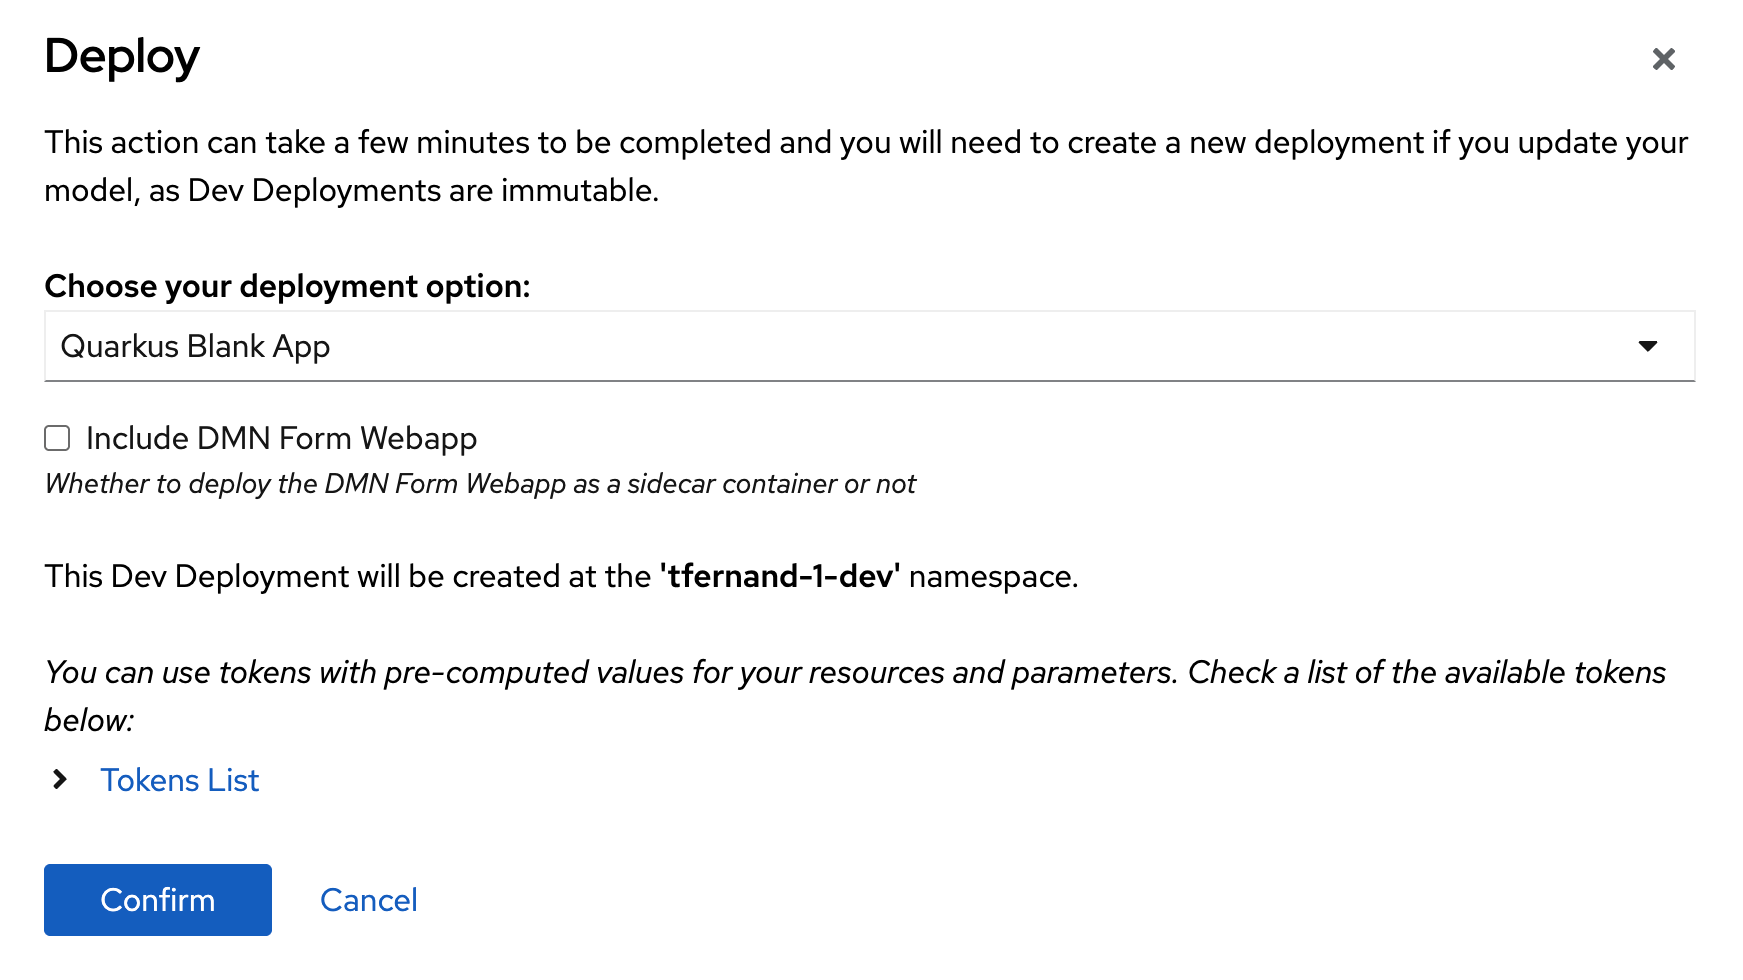 Deploy
This action can take a few minutes to be completed and you will need to create a new deployment if you update your
model, as Dev Deployments are immutable.
Choose your deployment option:
Quarkus Blank App
Include DMN Form Webapp
Whether to deploy the DMN Form Webapp as a sidecar container or not
This Dev Deployment will be created at the 'tfernand-1-dev' namespace.
You can use tokens with pre-computed values for your resources and parameters. Check a list of the available tokens
below:
Tokens List
Confirm Cancel